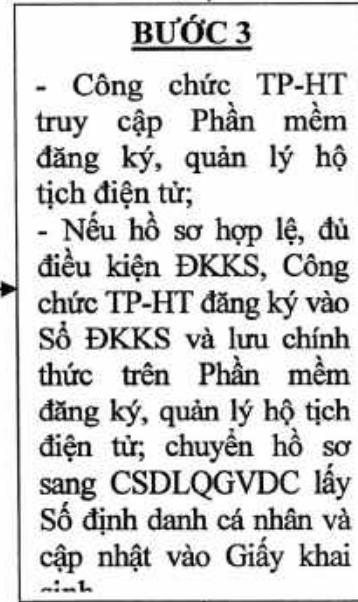 BƯỚC 3
- Công chức TP-HT
truy cập Phần mềm
đăng ký, quản lý hộ
tịch điện tử;
- Nếu hồ sơ hợp lệ, đủ
điều kiện ĐKKS, Công
chức TP-HT đăng ký vào
Sổ ĐKKS và lưu chính
thức trên Phần mềm
đăng ký, quản lý hộ tịch
điện tử; chuyển hồ sơ
sang CSDLQGVDC lấy
Số định danh cá nhân và
cập nhật vào Giấy khai